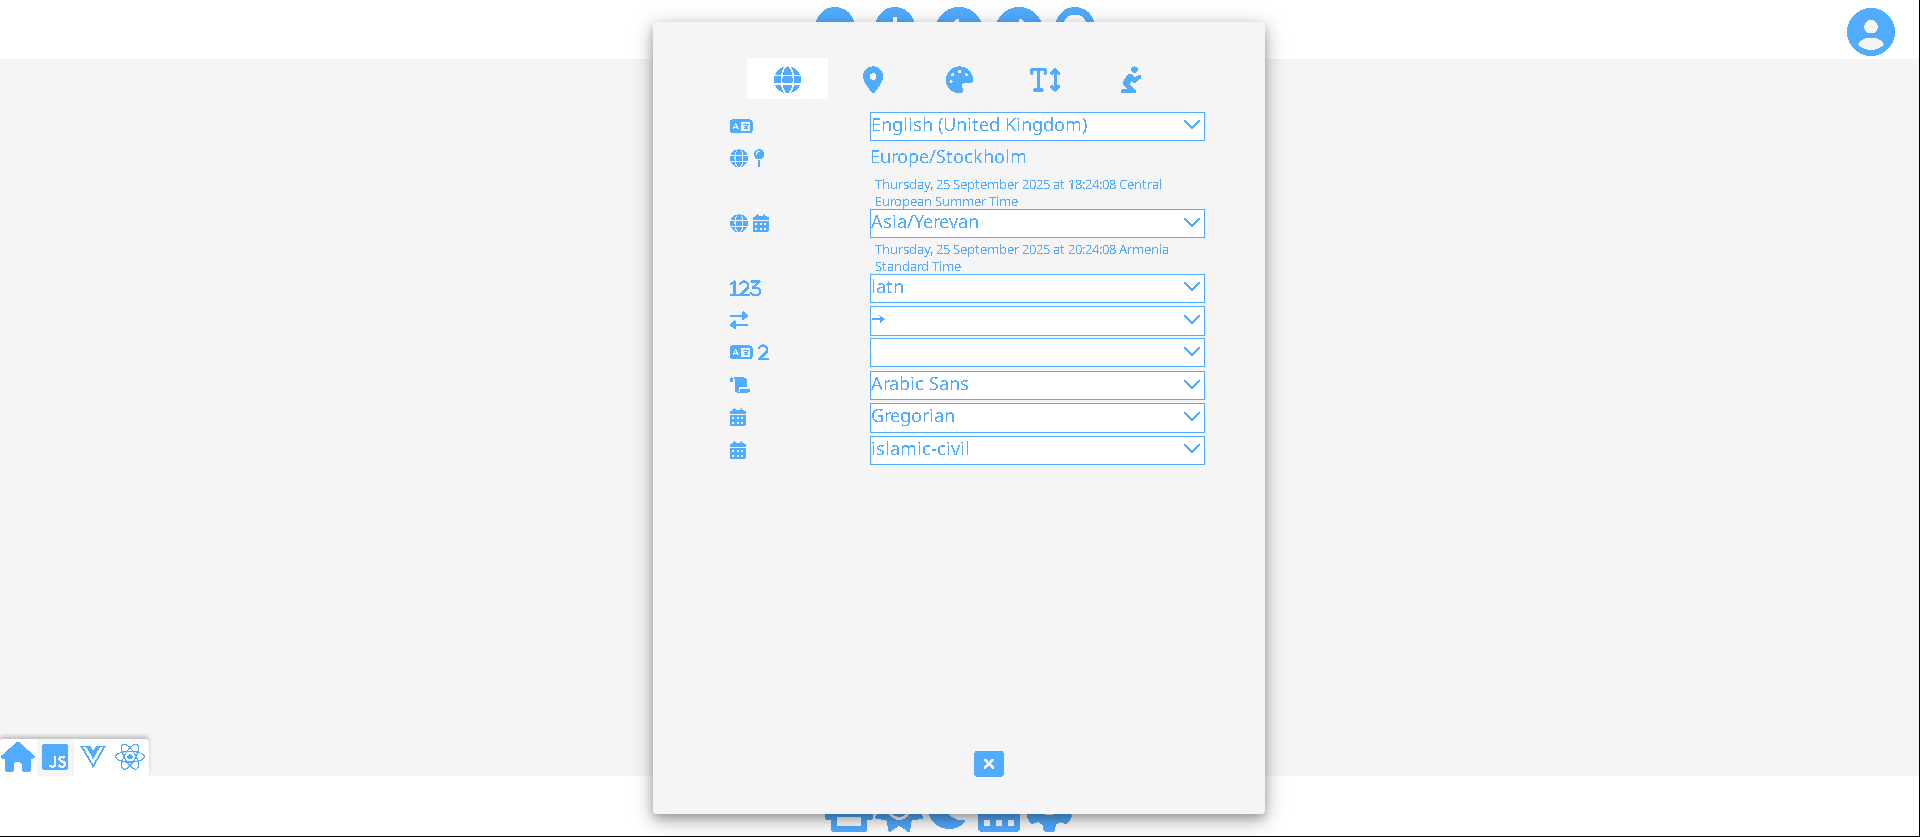 English (United Kingdom)
Europe/Stockholm
Thursday, 25 September 2025 at 18:24:08 Central
European Summer Time
Asia/Yerevan
Thursday, 25 September 2025 at 20:24:08 Armenia
Standard Time
123
latn
→
2
Arabic Sans
Gregorian
islamic-civil
JS